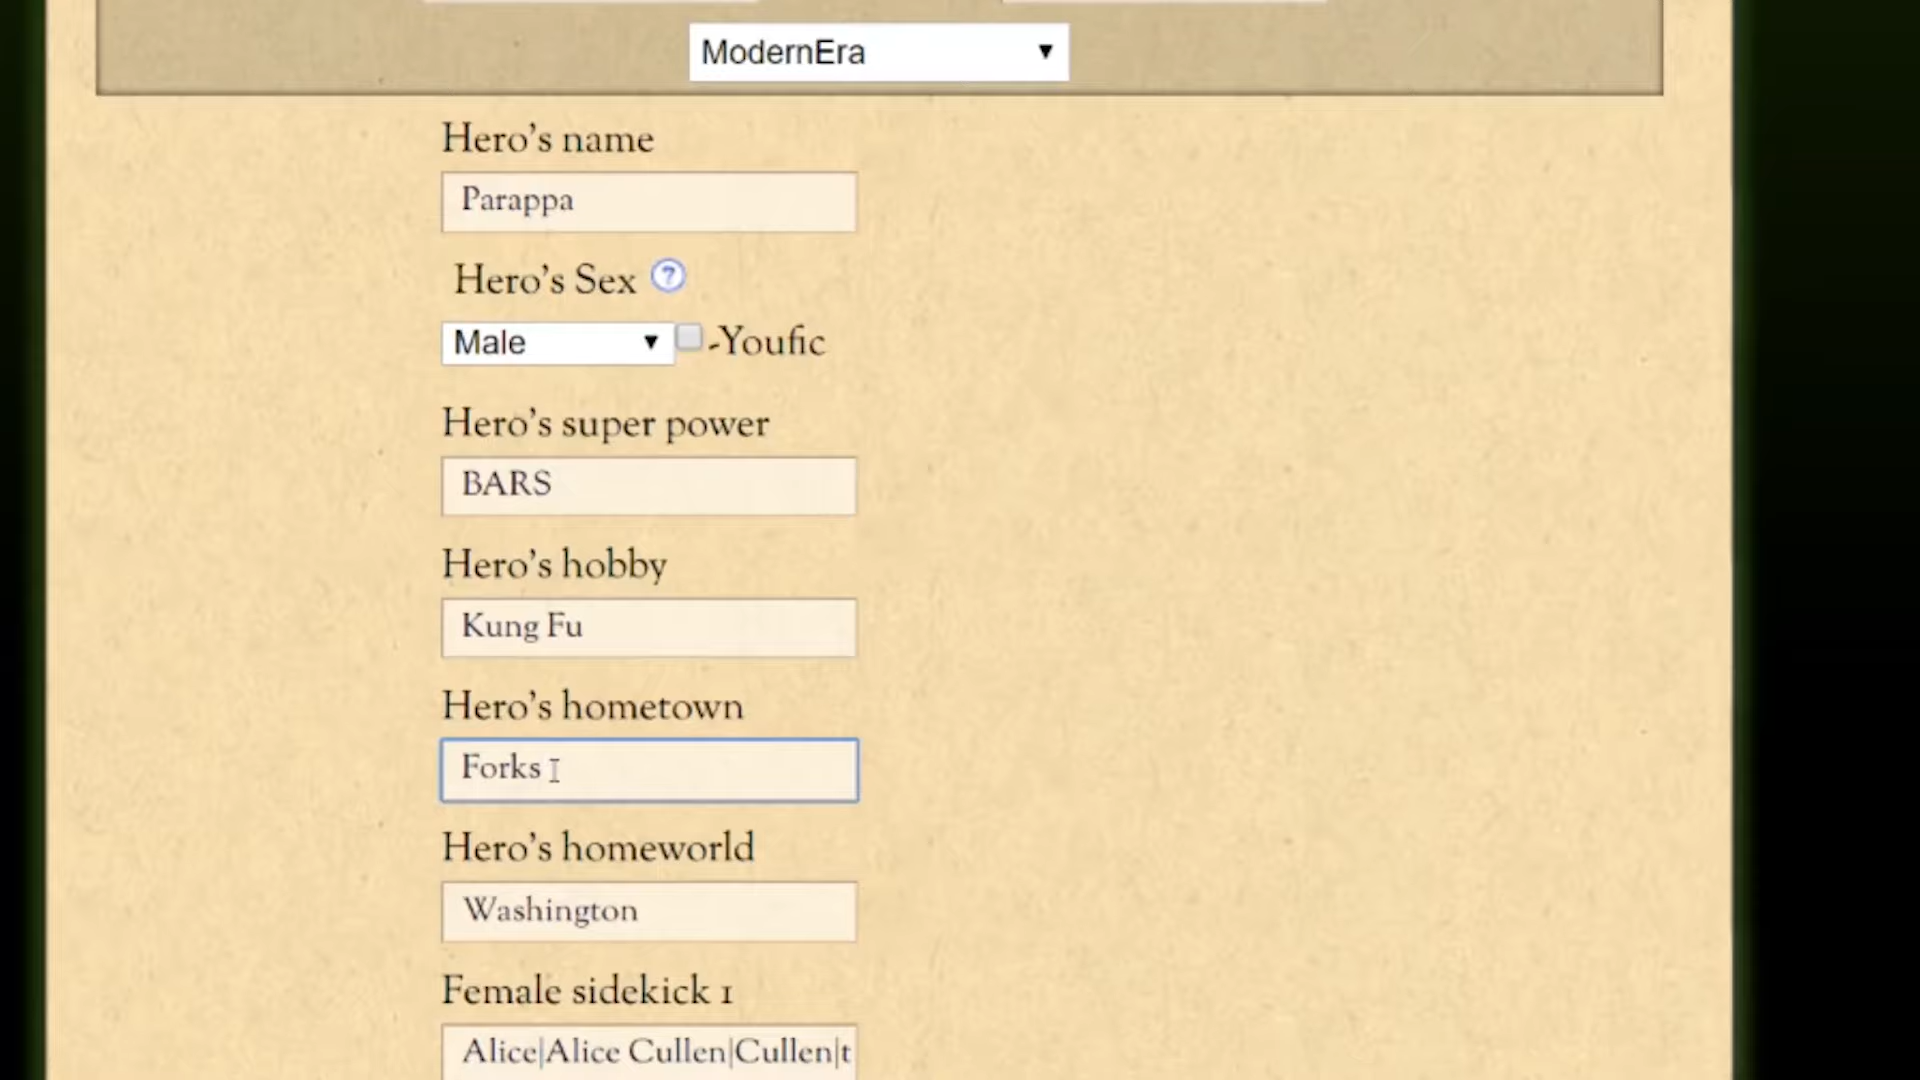 ModernEra
Hero's name
Parappa
Hero's Sex ?
Male -Youfic
Hero's super power
BARS
Hero's hobby
Kung Fu
Hero's hometown
Forks
Hero's homeworld
Washington
Female sidekick 1
Alice|Alice Cullen|Cullen|t